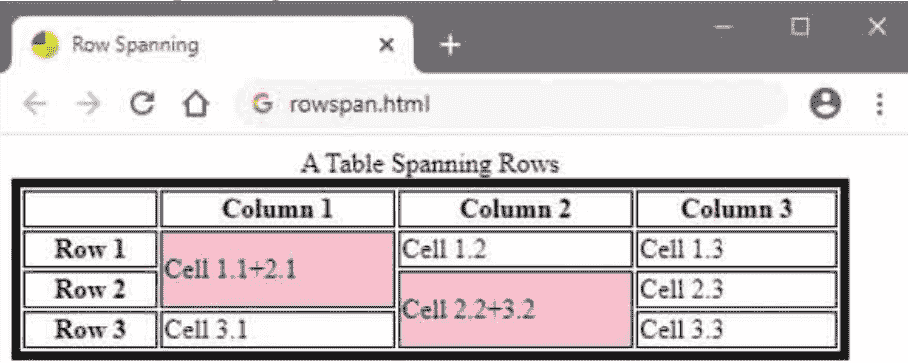 Row Spanning
rowspan.html
A Table Spanning Rows
Column 1 Column 2 Column 3
Row 1 Cell 1.1+2.1 Cell 1.2 Cell 1.3
Row 2 Cell 2.2+3.2 Cell 2.3
Row 3 Cell 3.1 Cell 3.3